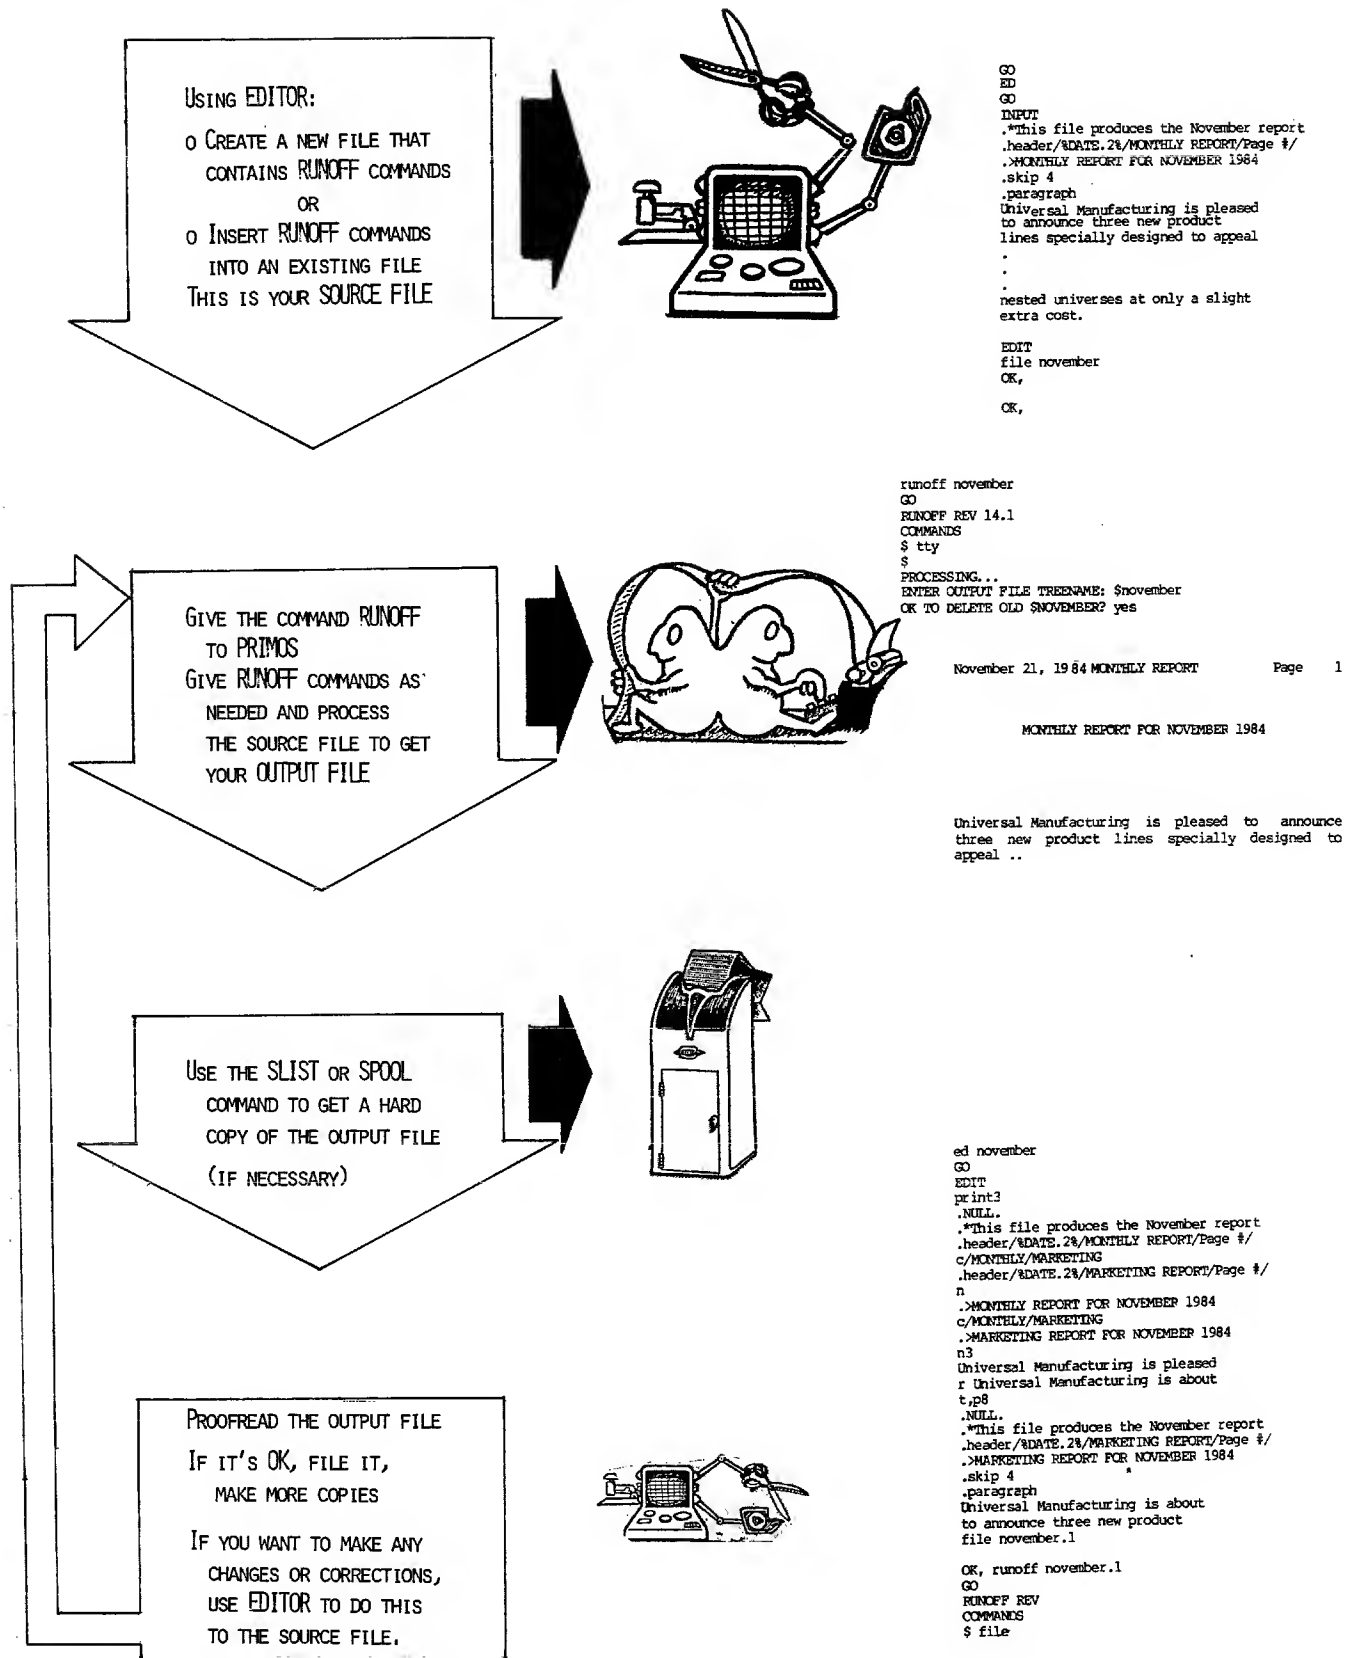 USING EDITOR:
o CREATE A NEW FILE THAT
CONTAINS RUNOFF COMMANDS
OR
o INSERT RUNOFF COMMANDS
INTO AN EXISTING FILE
THIS IS YOUR SOURCE FILE
GO
ED
GO
INPUT
.*This file produces the November report
.header/%DATE.2%/MONTHLY REPORT/Page #/
.>MONTHLY REPORT FOR NOVEMBER 1984
.skip 4
.paragraph
Universal Manufacturing is pleased
to announce three new product
lines specially designed to appeal
.
.
.
nested universes at only a slight
extra cost.
EDIT
file november
OK,
OK,
GIVE THE COMMAND RUNOFF
TO PRIMOS
GIVE RUNOFF COMMANDS AS
NEEDED AND PROCESS
THE SOURCE FILE TO GET
YOUR OUTPUT FILE
runoff november
GO
RUNOFF REV 14.1
COMMANDS
$ tty
$
PROCESSING...
ENTER OUTPUT FILE TREENAME: $november
OK TO DELETE OLD $NOVEMBER? yes
November 21, 1984 MONTHLY REPORT Page 1
MONTHLY REPORT FOR NOVEMBER 1984
Universal Manufacturing is pleased to announce
three new product lines specially designed to
appeal ..
USE THE SLIST OR SPOOL
COMMAND TO GET A HARD
COPY OF THE OUTPUT FILE
(IF NECESSARY)
PROOFREAD THE OUTPUT FILE
IF IT'S OK, FILE IT,
MAKE MORE COPIES
IF YOU WANT TO MAKE ANY
CHANGES OR CORRECTIONS,
USE EDITOR TO DO THIS
TO THE SOURCE FILE.
ed november
GO
EDIT
print3
.NULL.
.*This file produces the November report
.header/%DATE.2%/MONTHLY REPORT/Page #/
c/MONTHLY/MARKETING
.header/%DATE.2%/MARKETING REPORT/Page #/
n
.>MONTHLY REPORT FOR NOVEMBER 1984
c/MONTHLY/MARKETING
.>MARKETING REPORT FOR NOVEMBER 1984
n3
Universal Manufacturing is pleased
r Universal Manufacturing is about
t,p8
.NULL.
.*This file produces the November report
.header/%DATE.2%/MARKETING REPORT/Page #/
.>MARKETING REPORT FOR NOVEMBER 1984
.skip 4
.paragraph
Universal Manufacturing is about
to announce three new product
file november.1
OK, runoff november.1
GO
RUNOFF REV
COMMANDS
$ file